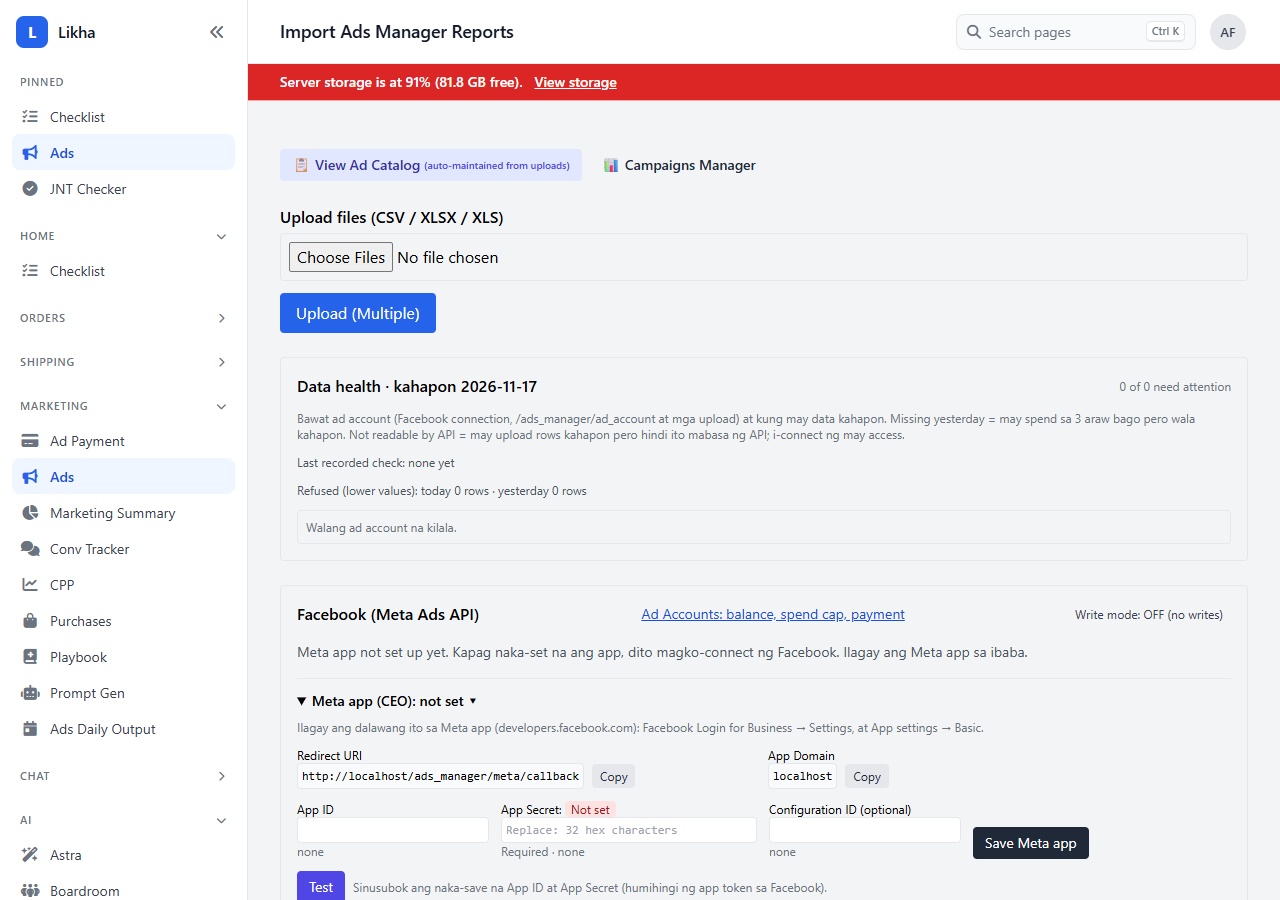 L Likha
Import Ads Manager Reports
Search pages Ctrl K
AF
Server storage is at 91% (81.8 GB free). View storage
PINNED
Checklist
Ads
JNT Checker
HOME
Checklist
ORDERS
SHIPPING
MARKETING
Ad Payment
Ads
Marketing Summary
Conv Tracker
CPP
Purchases
Playbook
Prompt Gen
Ads Daily Output
CHAT
AI
Astra
Boardroom
View Ad Catalog (auto-maintained from uploads)
Campaigns Manager
Upload files (CSV / XLSX / XLS)
Choose Files No file chosen
Upload (Multiple)
Data health · kahapon 2026-11-17
0 of 0 need attention
Bawat ad account (Facebook connection, /ads_manager/ad_account at mga upload) at kung may data kahapon. Missing yesterday = may spend sa 3 araw bago pero wala
kahapon. Not readable by API = may upload rows kahapon pero hindi ito mabasa ng API; i-connect ng may access.
Last recorded check: none yet
Refused (lower values): today 0 rows · yesterday 0 rows
Walang ad account na kilala.
Facebook (Meta Ads API)
Ad Accounts: balance, spend cap, payment
Write mode: OFF (no writes)
Meta app not set up yet. Kapag naka-set na ang app, dito magko-connect ng Facebook. Ilagay ang Meta app sa ibaba.
▼ Meta app (CEO): not set ▾
Ilagay ang dalawang ito sa Meta app (developers.facebook.com): Facebook Login for Business → Settings, at App settings → Basic.
Redirect URI
http://localhost/ads_manager/meta/callback Copy
App Domain
localhost Copy
App ID
none
App Secret: Not set
Replace: 32 hex characters
Required · none
Configuration ID (optional)
none
Save Meta app
Test Sinusubok ang naka-save na App ID at App Secret (humihingi ng app token sa Facebook).